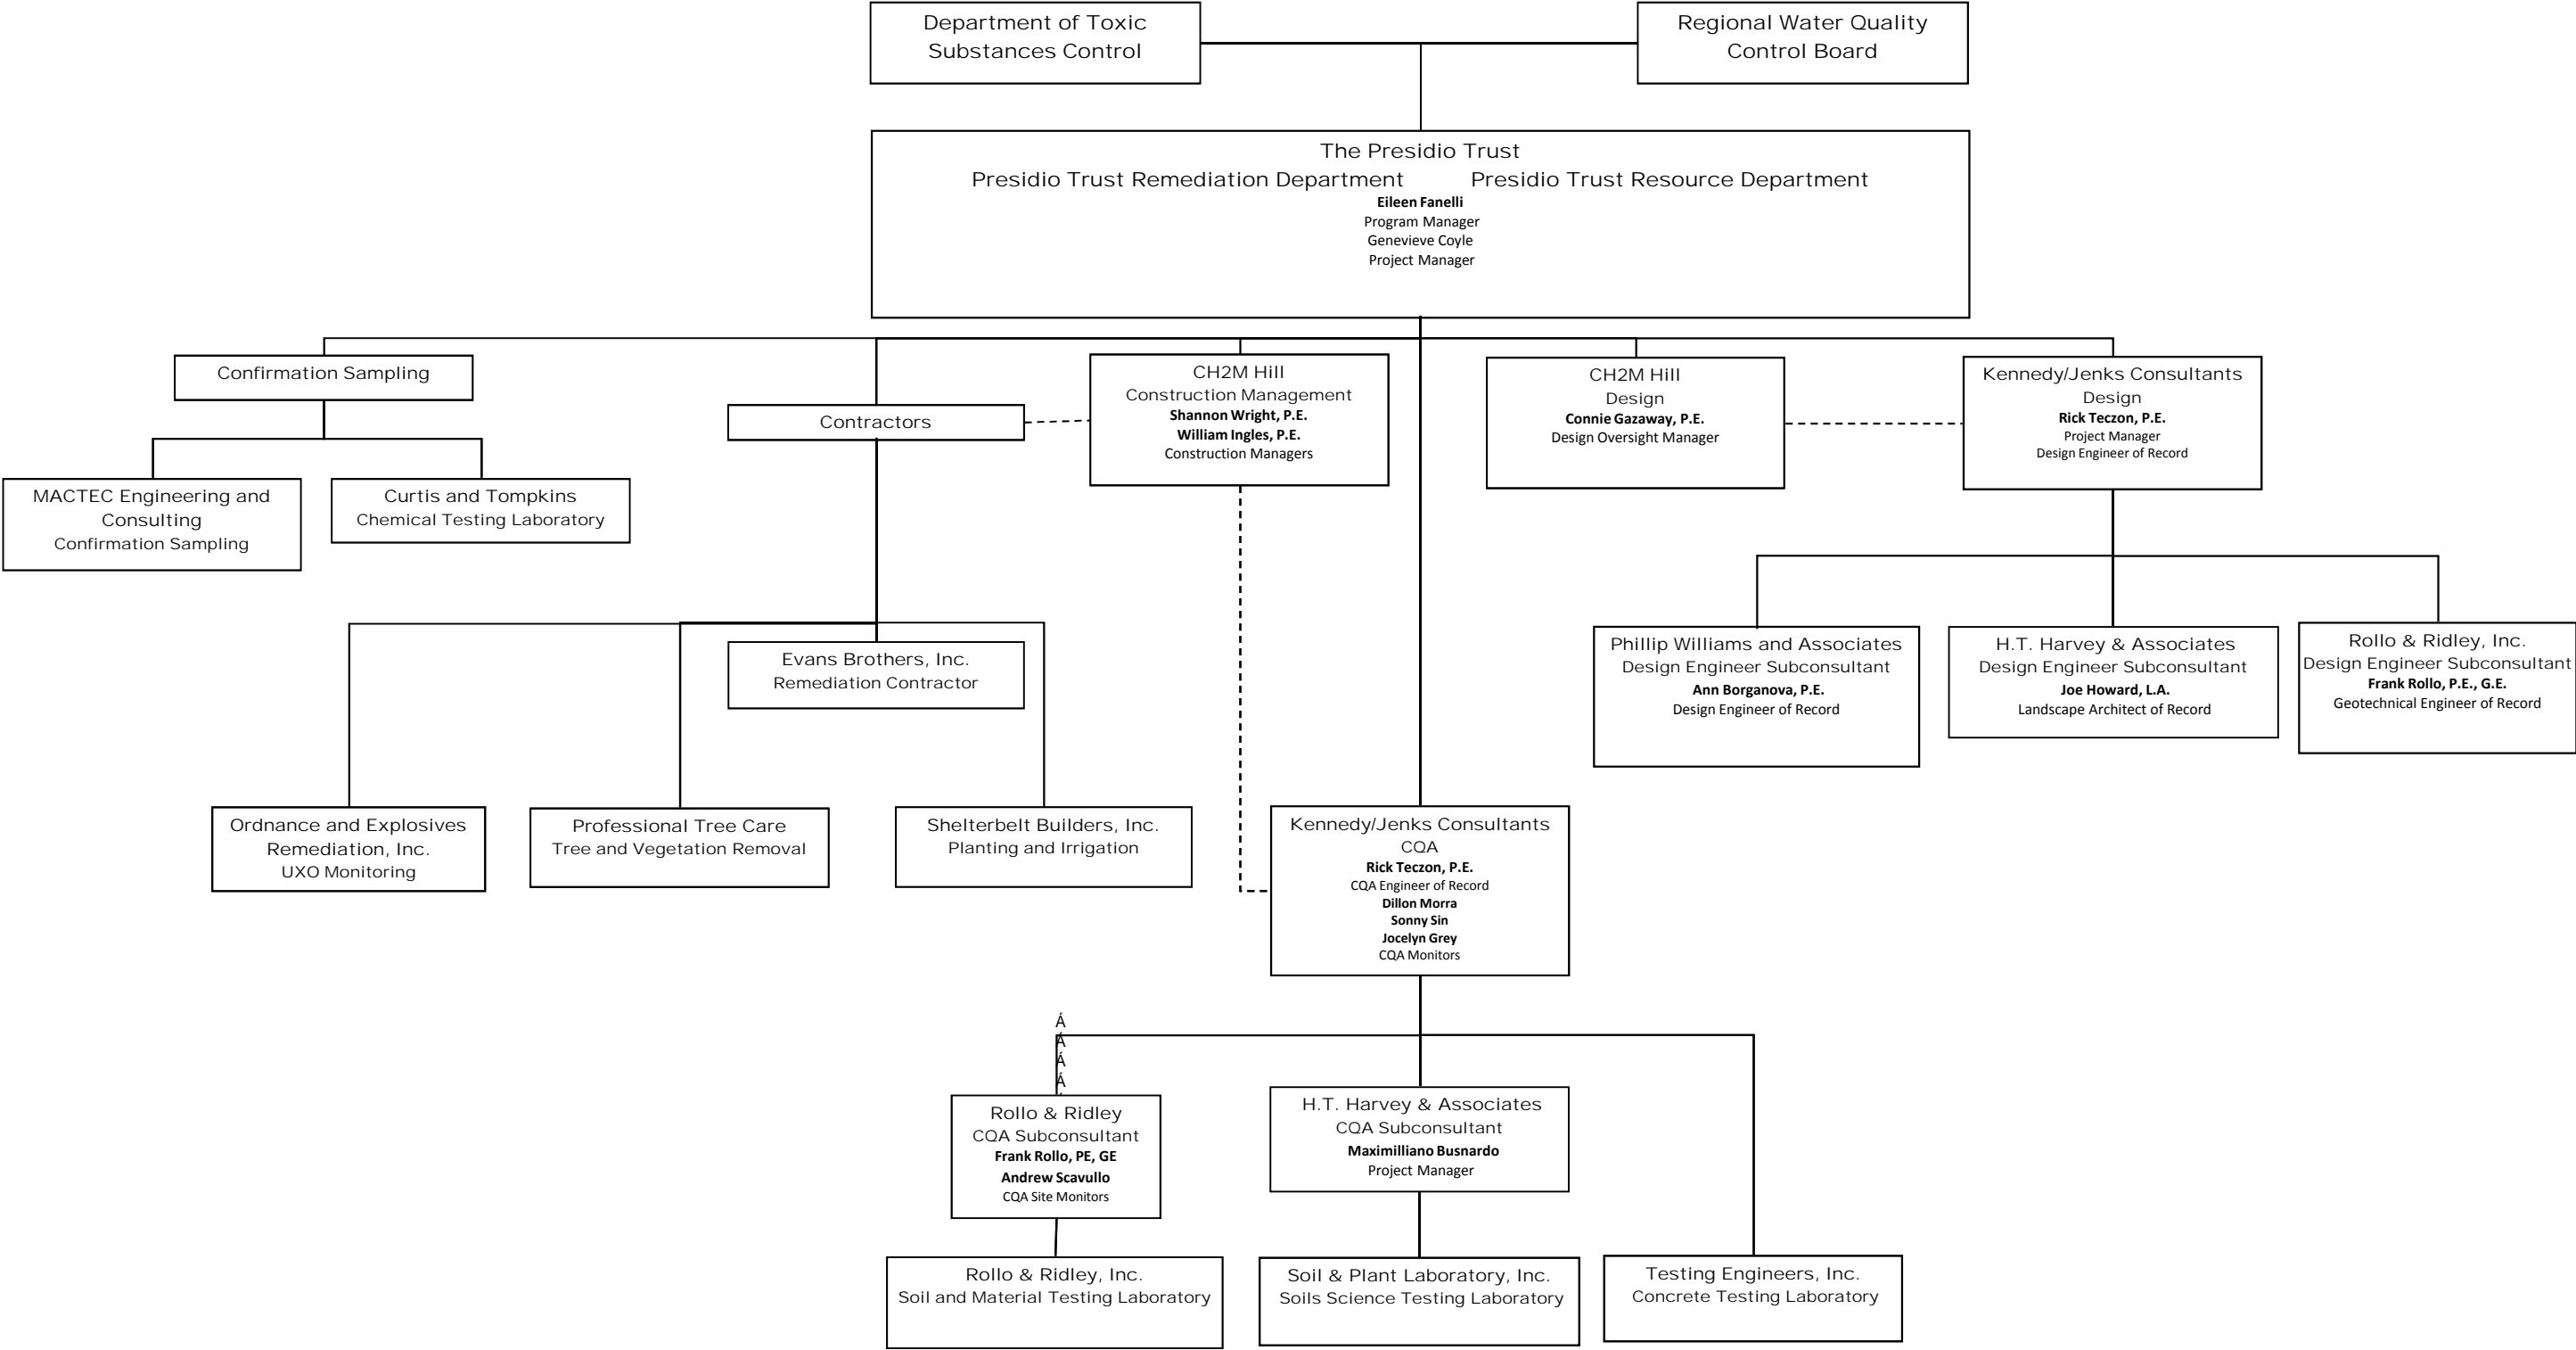 Department of Toxic
Substances Control
Regional Water Quality
Control Board
The Presidio Trust
Presidio Trust Remediation Department Presidio Trust Resource Department
Eileen Fanelli
Program Manager
Genevieve Coyle
Project Manager
Confirmation Sampling
Contractors
CH2M Hill
Construction Management
Shannon Wright, P.E.
William Ingles, P.E.
Construction Managers
CH2M Hill
Design
Connie Gazaway, P.E.
Design Oversight Manager
Kennedy/Jenks Consultants
Design
Rick Teczon, P.E.
Project Manager
Design Engineer of Record
MACTEC Engineering and
Consulting
Confirmation Sampling
Curtis and Tompkins
Chemical Testing Laboratory
Evans Brothers, Inc.
Remediation Contractor
Phillip Williams and Associates
Design Engineer Subconsultant
Ann Borganova, P.E.
Design Engineer of Record
H.T. Harvey & Associates
Design Engineer Subconsultant
Joe Howard, L.A.
Landscape Architect of Record
Rollo & Ridley, Inc.
Design Engineer Subconsultant
Frank Rollo, P.E., G.E.
Geotechnical Engineer of Record
Ordnance and Explosives
Remediation, Inc.
UXO Monitoring
Professional Tree Care
Tree and Vegetation Removal
Shelterbelt Builders, Inc.
Planting and Irrigation
Kennedy/Jenks Consultants
CQA
Rick Teczon, P.E.
CQA Engineer of Record
Dillon Morra
Sonny Sin
Jocelyn Grey
CQA Monitors
Á
Á
Á
Á
Rollo & Ridley
CQA Subconsultant
Frank Rollo, PE, GE
Andrew Scavullo
CQA Site Monitors
H.T. Harvey & Associates
CQA Subconsultant
Maximilliano Busnardo
Project Manager
Rollo & Ridley, Inc.
Soil and Material Testing Laboratory
Soil & Plant Laboratory, Inc.
Soils Science Testing Laboratory
Testing Engineers, Inc.
Concrete Testing Laboratory